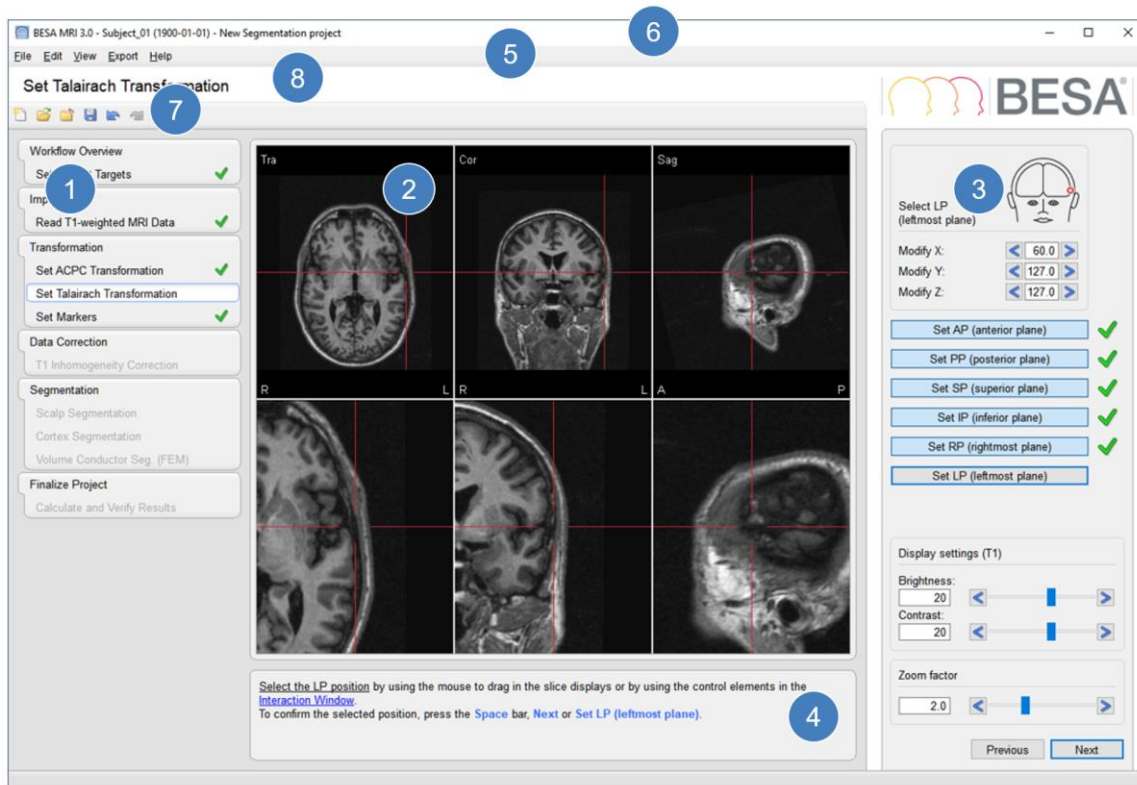 6
BESA MRI 3.0 - Subject_01 (1900-01-01) - New Segmentation project
5
File Edit View Export Help
8
Set Talairach Transformation
BESA®
7
Workflow Overview
Set Targets
1
Read T1-weighted MRI Data
Transformation
Set ACPC Transformation
Set Talairach Transformation
Set Markers
Data Correction
T1 Inhomogeneity Correction
Segmentation
Scalp Segmentation
Cortex Segmentation
Volume Conductor Seg. (FEM)
Finalize Project
Calculate and Verify Results
Tra
Cor
Sag
2
R L
R L
A P
3
Select LP
(leftmost plane)
Modify X: 60.0
Modify Y: 127.0
Modify Z: 127.0
Set AP (anterior plane)
Set PP (posterior plane)
Set SP (superior plane)
Set IP (inferior plane)
Set RP (rightmost plane)
Set LP (leftmost plane)
Display settings (T1)
Brightness:
20
Contrast:
20
Zoom factor
2.0
Previous Next
Select the LP position by using the mouse to drag in the slice displays or by using the control elements in the
Interaction Window.
To confirm the selected position, press the Space bar, Next or Set LP (leftmost plane).
4